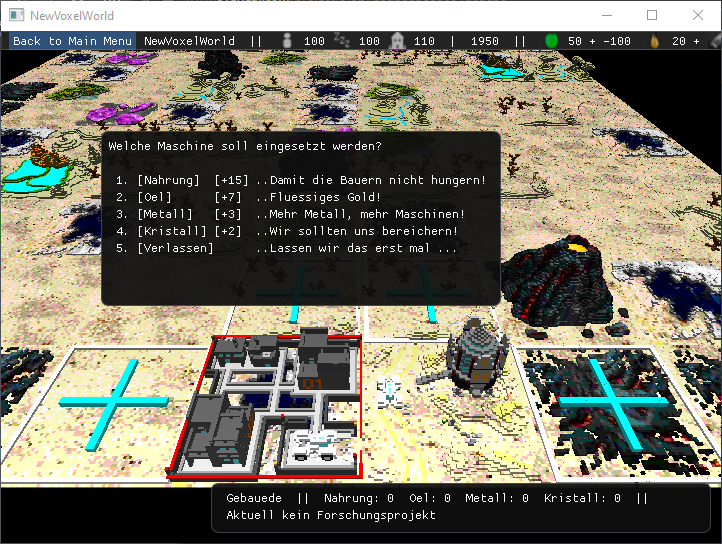 NewVoxelWorld
Back to Main Menu NewVoxelWorld || 100 100 110 | 1950 || 50 + -100 20 +
Welche Maschine soll eingesetzt werden?
1. [Nahrung] [+15] ..Damit die Bauern nicht hungern!
2. [Oel] [+7] ..Fluessiges Gold!
3. [Metall] [+3] ..Mehr Metall, mehr Maschinen!
4. [Kristall] [+2] ..Wir sollten uns bereichern!
5. [Verlassen] ..Lassen wir das erst mal ...
Gebaeude || Nahrung: 0 Oel: 0 Metall: 0 Kristall: 0 ||
Aktuell kein Forschungsprojekt